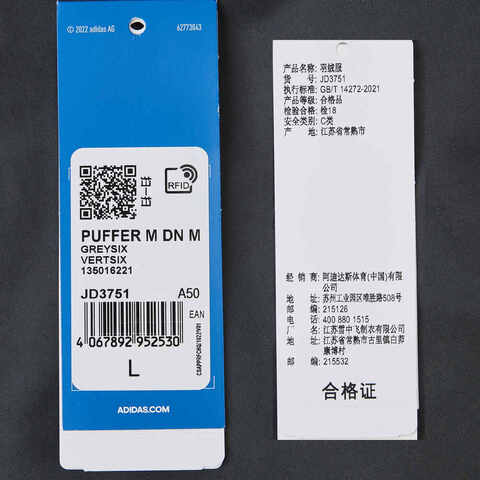 © 2022 adidas AG
62773043
RFID
PUFFER M DN M
GREYSIX
VERTSIX
135016221
JD3751
A50
EAN
4 067892 952530
L
ADIDAS.COM
产品名称: 羽绒服
货 号: JD3751
执行标准: GB/T 14272-2021
产品等级: 合格品
检验合格: 检18
安全类别: C类
产 地: 江苏省常熟市
经 销 商: 阿迪达斯体育(中国)有限
公司
地 址: 苏州工业园区唯胜路508号
邮 编: 215126
电 话: 400 880 1515
厂 名: 江苏雪中飞制衣有限公司
地 址: 江苏省常熟市古里镇白茆
康博村
邮 编: 215532
合格证